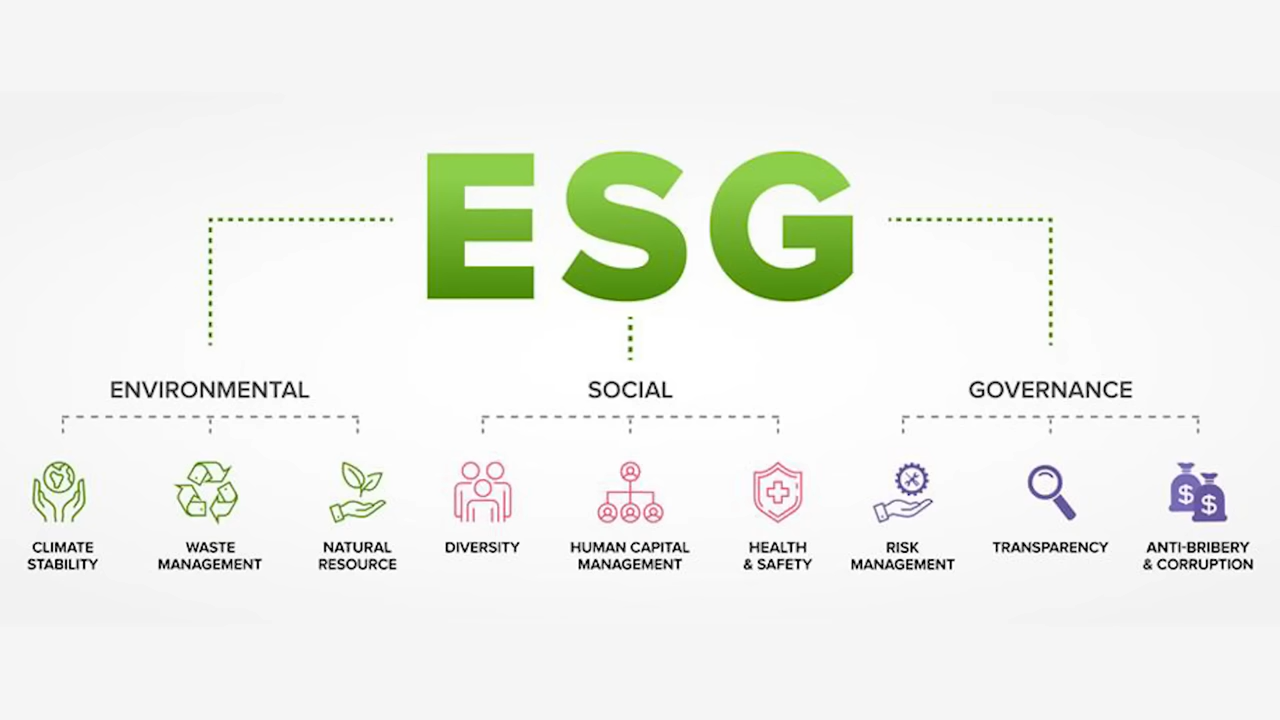 ESG
ENVIRONMENTAL
SOCIAL
GOVERNANCE
CLIMATE
STABILITY
WASTE
MANAGEMENT
NATURAL
RESOURCE
DIVERSITY
HUMAN CAPITAL
MANAGEMENT
HEALTH
& SAFETY
RISK
MANAGEMENT
TRANSPARENCY
ANTI-BRIBERY
& CORRUPTION
$
$